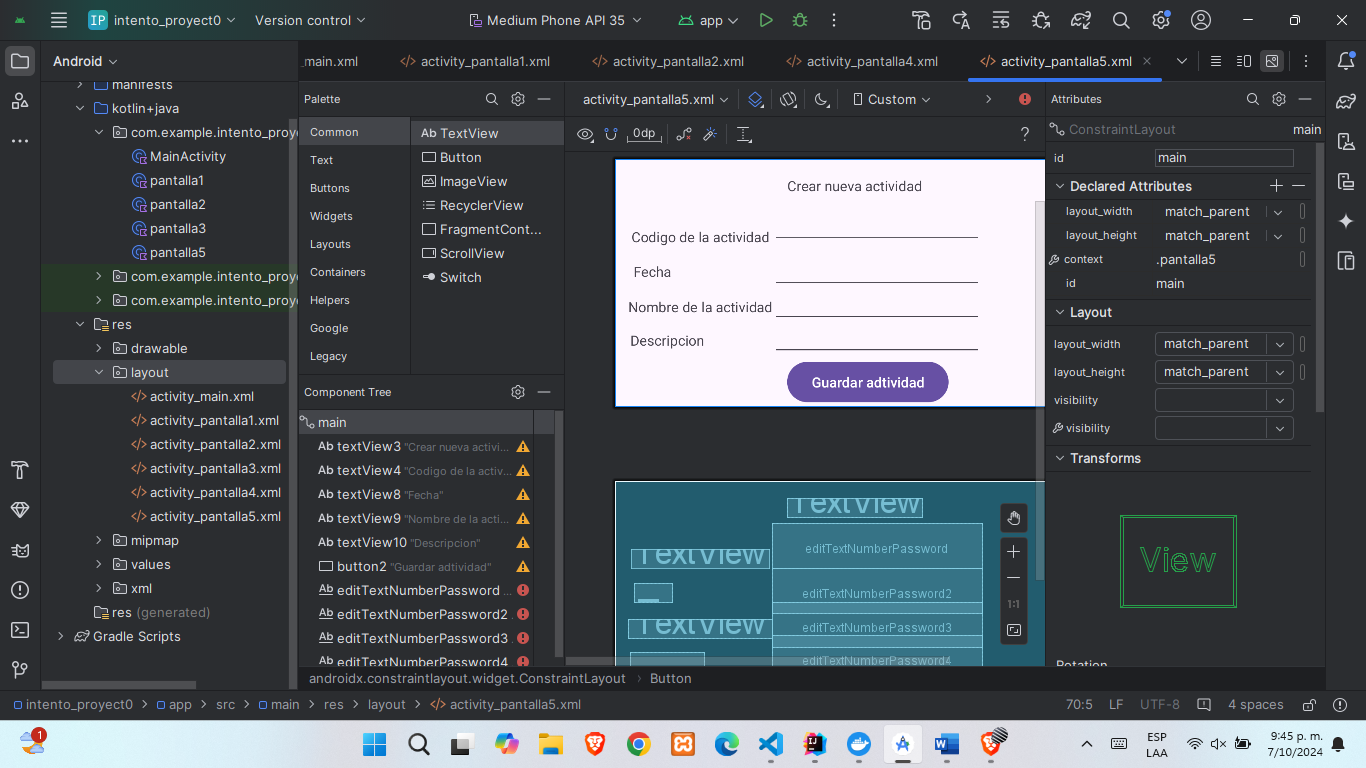 IP intento_proyect0 Version control Medium Phone API 35 app
Android
_main.xml activity_pantalla1.xml activity_pantalla2.xml activity_pantalla4.xml activity_pantalla5.xml
manifests
kotlin+java
com.example.intento_proye
MainActivity
pantalla1
pantalla2
pantalla3
pantalla5
com.example.intento_proye
com.example.intento_proye
res
drawable
layout
activity_main.xml
activity_pantalla1.xml
activity_pantalla2.xml
activity_pantalla3.xml
activity_pantalla4.xml
activity_pantalla5.xml
mipmap
values
xml
res (generated)
Gradle Scripts
Palette
Common
Text
Buttons
Widgets
Layouts
Containers
Helpers
Google
Legacy
Ab TextView
Button
ImageView
RecyclerView
FragmentCont...
ScrollView
Switch
Component Tree
main
Ab textView3 "Crear nueva activi...
Ab textView4 "Codigo de la activ...
Ab textView8 "Fecha"
Ab textView9 "Nombre de la acti...
Ab textView10 "Descripcion"
button2 "Guardar adtividad"
Ab editTextNumberPassword ...
Ab editTextNumberPassword2
Ab editTextNumberPassword3
Ab editTextNumberPassword4
activity_pantalla5.xml Custom
0dp ?
Crear nueva actividad
Codigo de la actividad
Fecha
Nombre de la actividad
Descripcion
Guardar adtividad
TextView
editTextNumberPassword
TextView
editTextNumberPassword2
TextView
editTextNumberPassword3
editTextNumberPassword4
1:1
Attributes
ConstraintLayout main
id main
Declared Attributes
layout_width match_parent
layout_height match_parent
context .pantalla5
id main
Layout
layout_width match_parent
layout_height match_parent
visibility
visibility
Transforms
View
Rotation
androidx.constraintlayout.widget.ConstraintLayout › Button
intento_proyect0 › app › src › main › res › layout › activity_pantalla5.xml 70:5 LF UTF-8 4 spaces
1
ESP
LAA
9:45 p. m.
7/10/2024